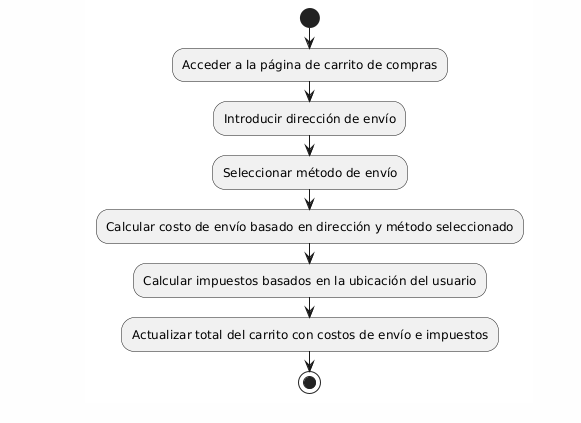 Acceder a la página de carrito de compras
Introducir dirección de envío
Seleccionar método de envío
Calcular costo de envío basado en dirección y método seleccionado
Calcular impuestos basados en la ubicación del usuario
Actualizar total del carrito con costos de envío e impuestos